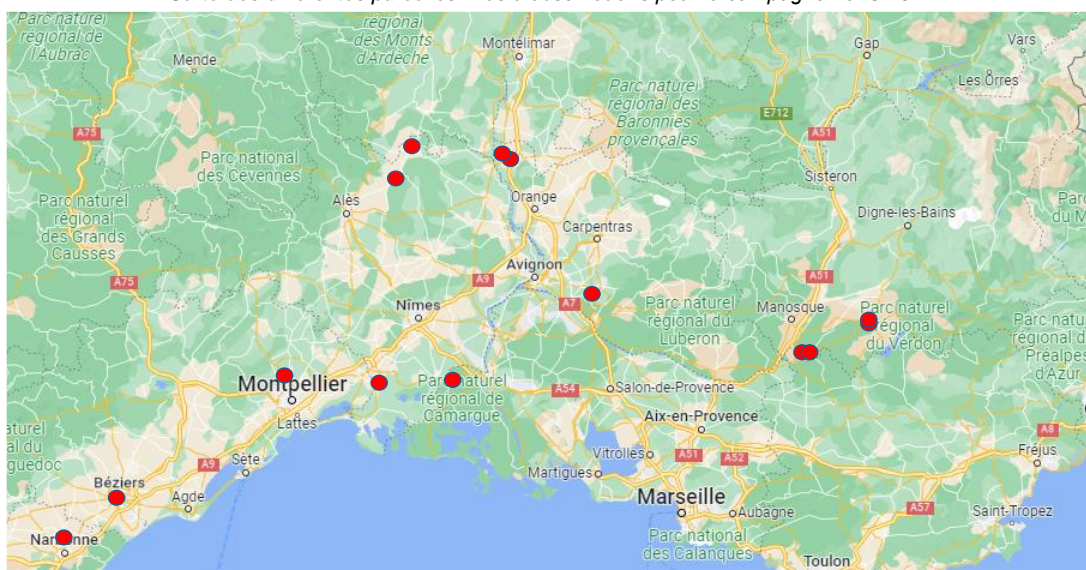 Parc naturel
régional de
l'Aubrac
Mende
régional
des Monts
d'Ardèche
Montélimar
Gap
Vars
Les Orres
Parc naturel
régional des
Baronnies
provençales
E712
A51
A75
Parc national
des Cévennes
Sisteron
Alès
Orange
Parc naturel
régional
des Grands
Causses
Carpentras
Digne-les-Bains
Parc
A75
A9
Avignon
A51
A7
Nîmes
Parc naturel
régional du
Luberon
Manosque
Parc naturel
régional
du Verdon
Parc natu
régional d
Préalpes
d'Azur
Montpellier
Lattes
Parc naturel
régional de
Camargue
A54
Salon-de-Provence
Aix-en-Provence
A8
Fréjus
Vitrolles
A51
A52
Martigues
Sète
A9
Béziers
Agde
Marseille
Aubagne
A57
Saint-Tropez
Parc national
des Calanques
Toulon